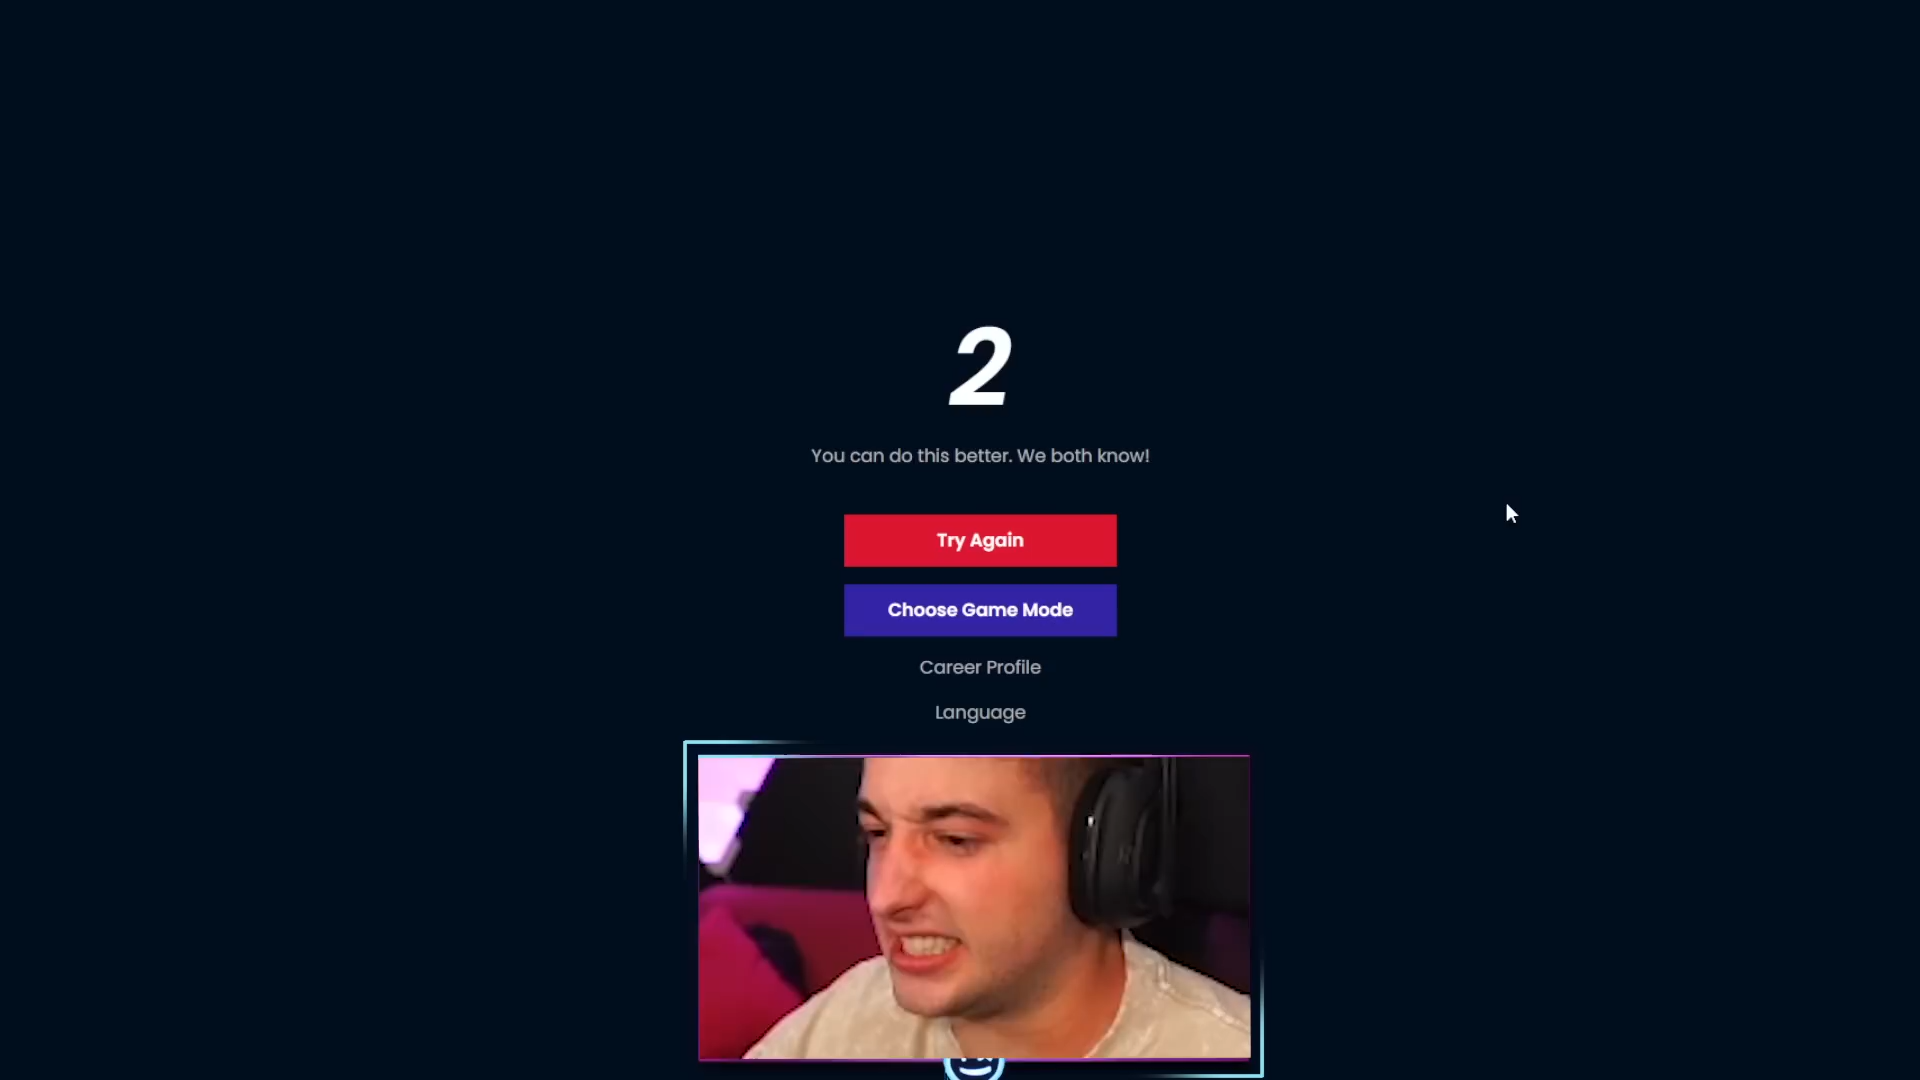 2
You can do this better. We both know!
Try Again
Choose Game Mode
Career Profile
Language